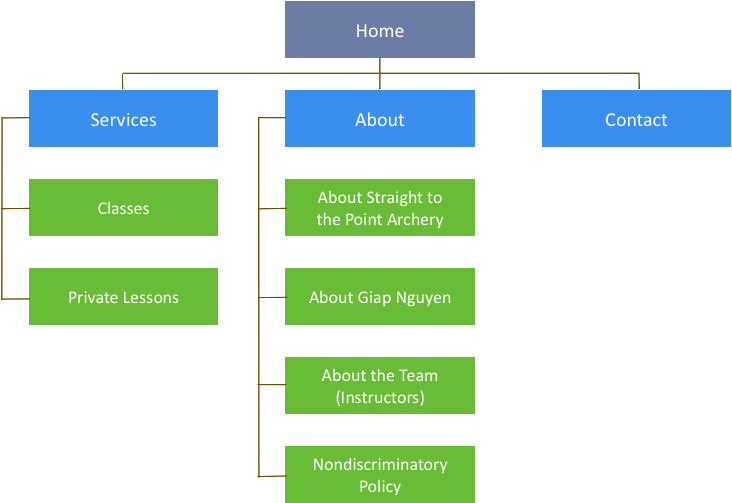 Home
Services
About
Contact
Classes
About Straight to
the Point Archery
Private Lessons
About Giap Nguyen
About the Team
(Instructors)
Nondiscriminatory
Policy